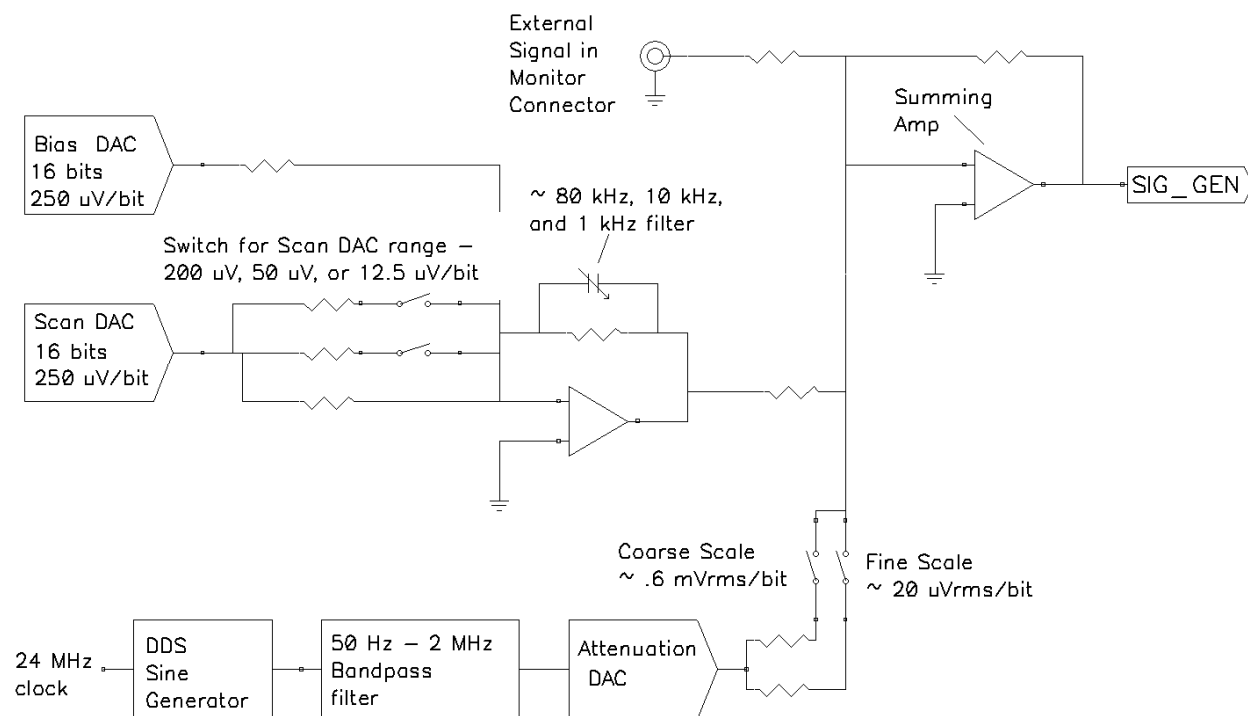 External
Signal in
Monitor
Connector
Summing
Amp
Bias DAC
16 bits
250 uV/bit
SIG_GEN
~ 80 kHz, 10 kHz,
and 1 kHz filter
Switch for Scan DAC range –
200 uV, 50 uV, or 12.5 uV/bit
Scan DAC
16 bits
250 uV/bit
Coarse Scale
~ .6 mVrms/bit
Fine Scale
~ 20 uVrms/bit
24 MHz
clock
DDS
Sine
Generator
50 Hz – 2 MHz
Bandpass
filter
Attenuation
DAC